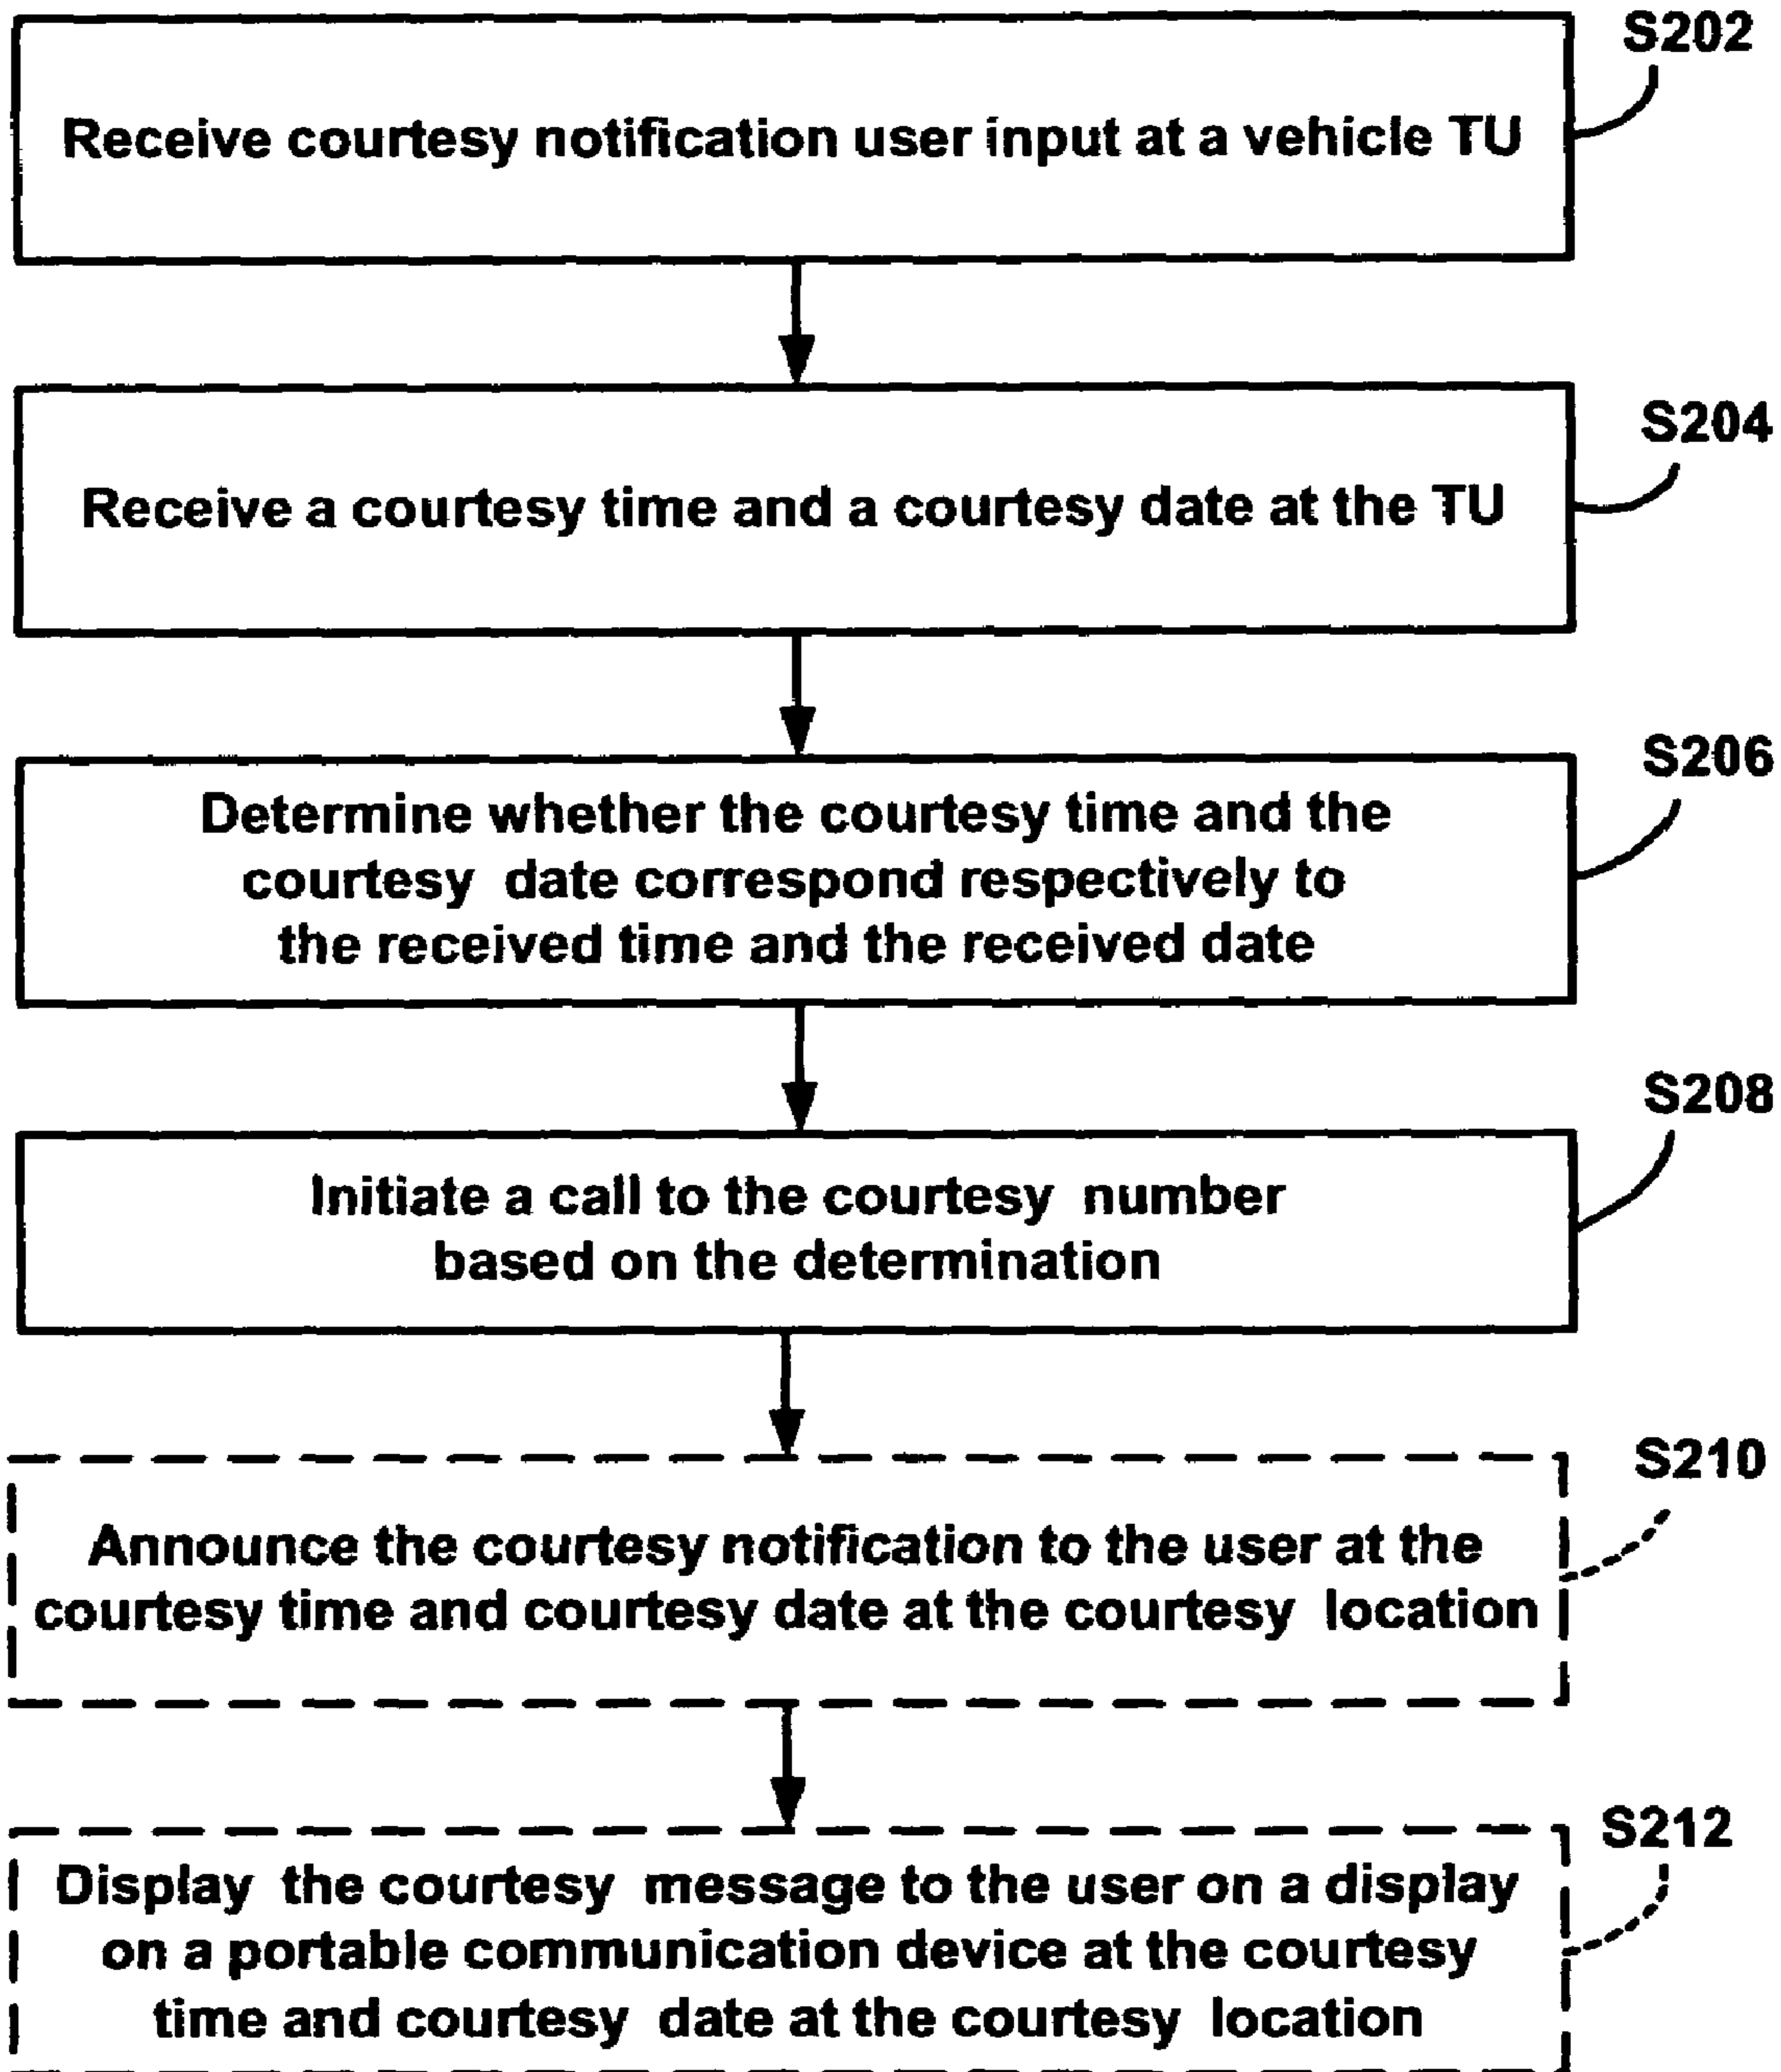 S202
Receive courtesy notification user input at a vehicle TU
S204
Receive a courtesy time and a courtesy date at the TU
S206
Determine whether the courtesy time and the
courtesy date correspond respectively to
the received time and the received date
S208
Initiate a call to the courtesy number
based on the determination
S210
Announce the courtesy notification to the user at the
courtesy time and courtesy date at the courtesy location
S212
Display the courtesy message to the user on a display
on a portable communication device at the courtesy
time and courtesy date at the courtesy location